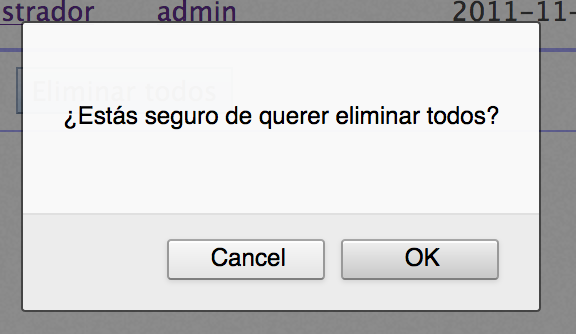 strador admin 2011-11-
Eliminar todos
¿Estás seguro de querer eliminar todos?
Cancel OK